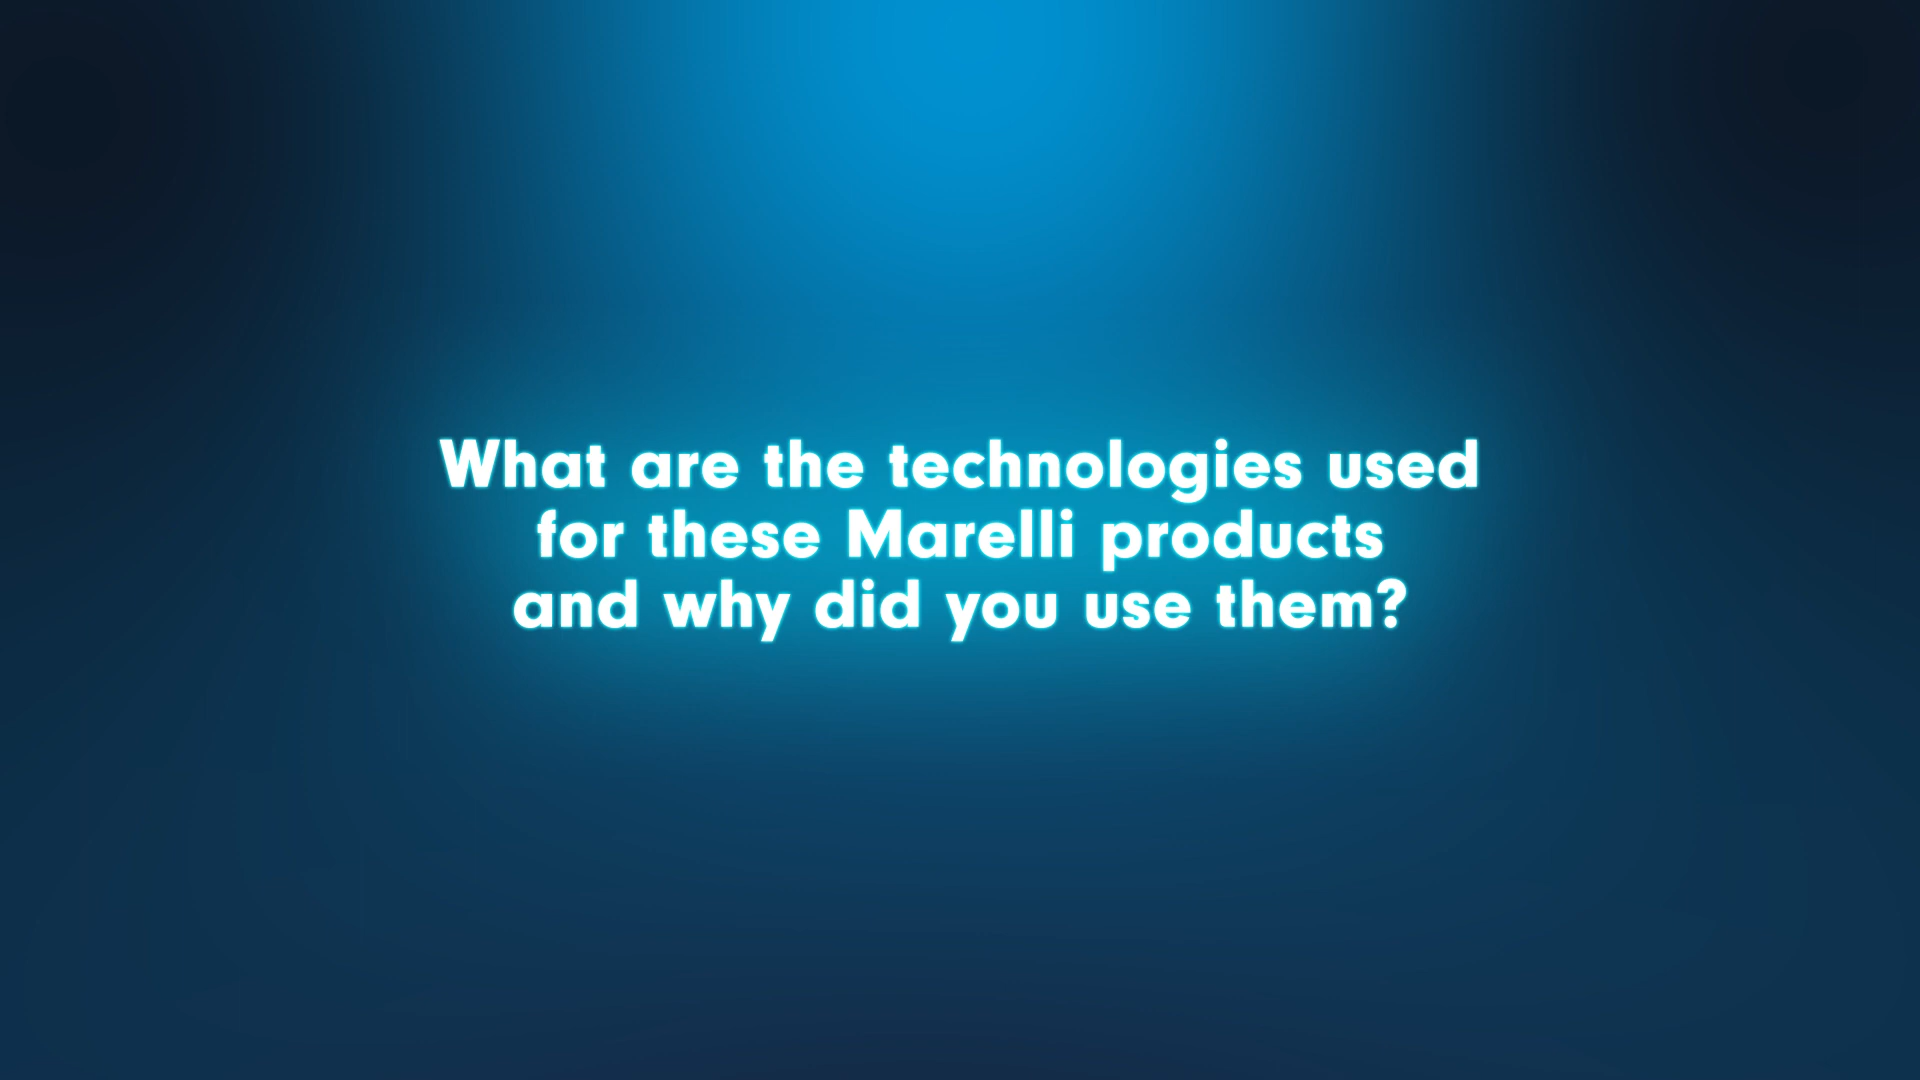 What are the technologies used
for these Marelli products
and why did you use them?